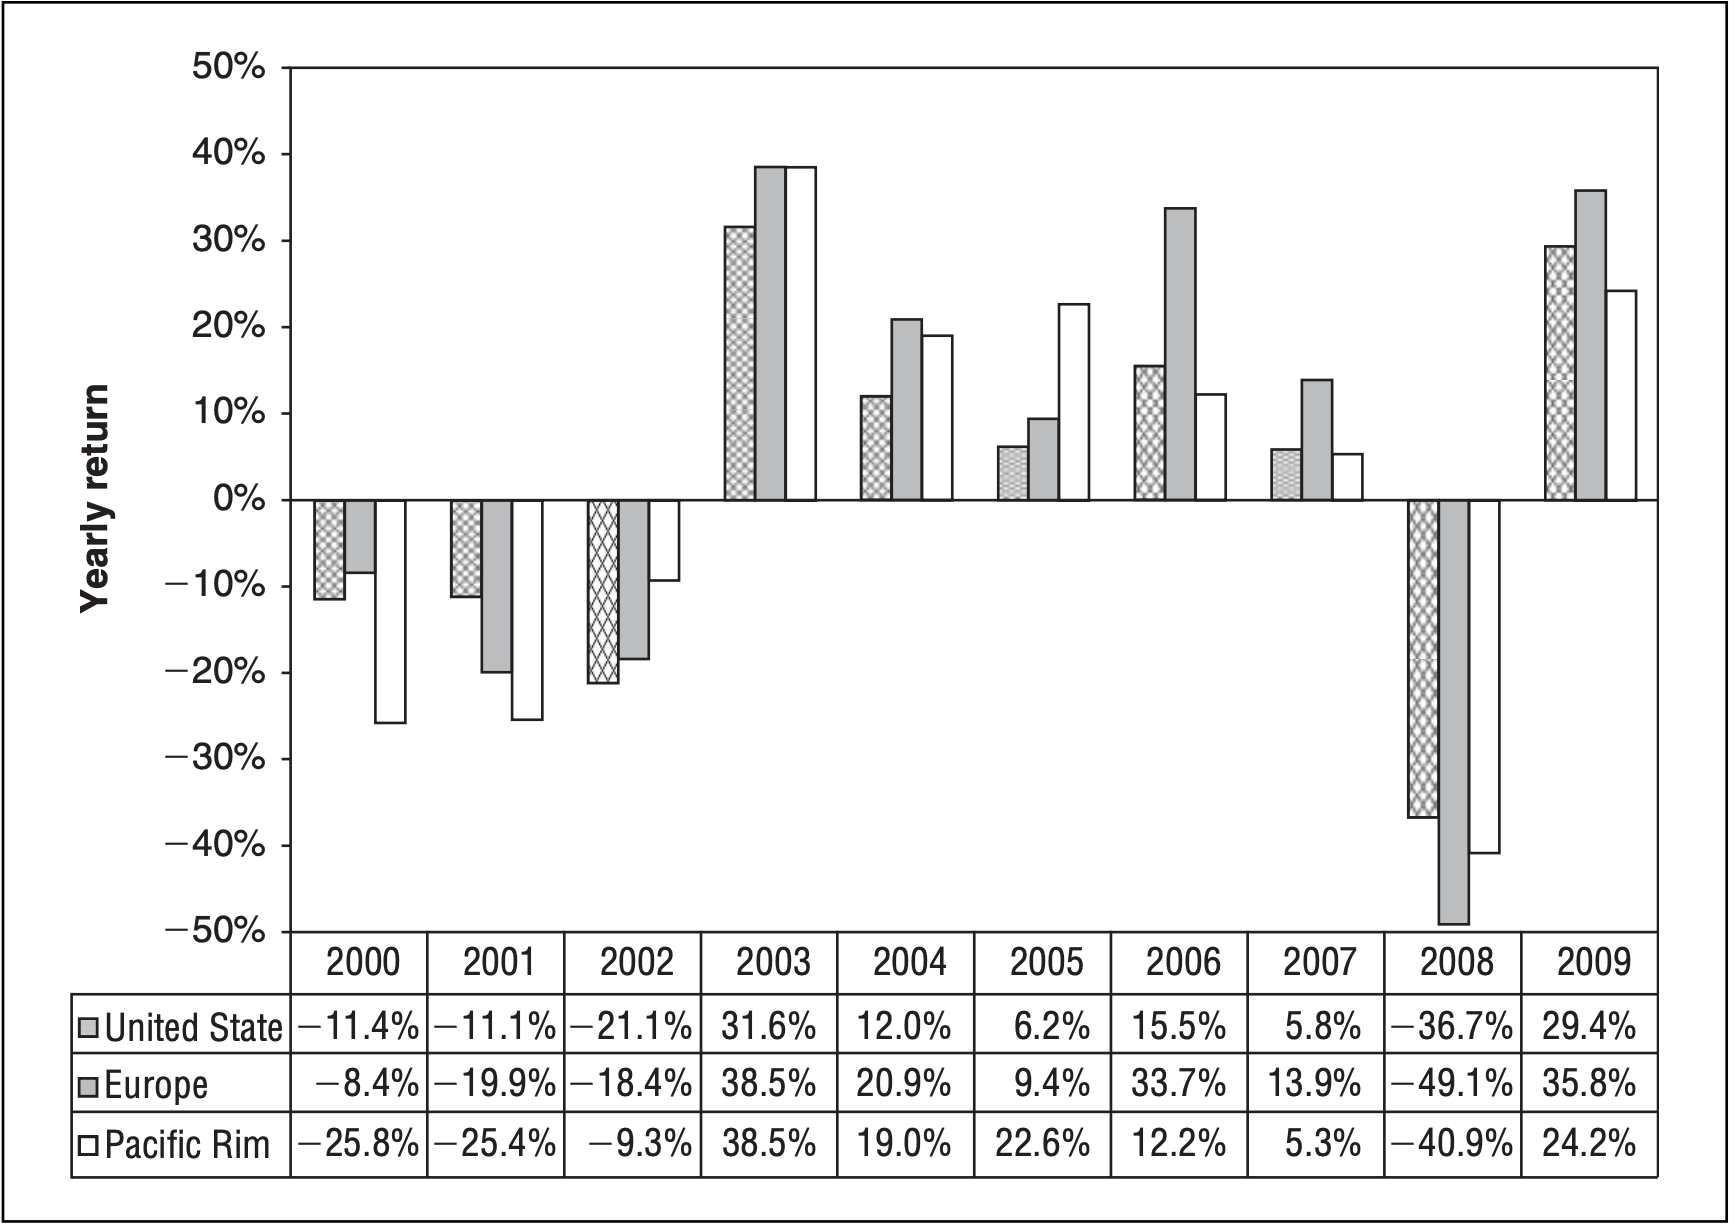 50%
40%
30%
20%
10%
0%
−10%
−20%
−30%
−40%
−50%
Yearly return
2000 2001 2002 2003 2004 2005 2006 2007 2008 2009
United State −11.4% −11.1% −21.1% 31.6% 12.0% 6.2% 15.5% 5.8% −36.7% 29.4%
Europe −8.4% −19.9% −18.4% 38.5% 20.9% 9.4% 33.7% 13.9% −49.1% 35.8%
Pacific Rim −25.8% −25.4% −9.3% 38.5% 19.0% 22.6% 12.2% 5.3% −40.9% 24.2%